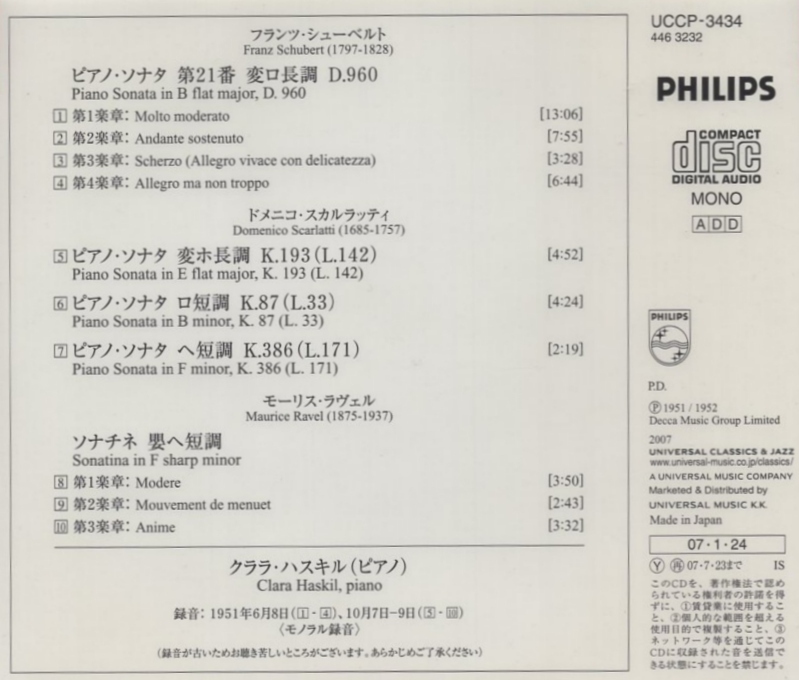 フランツ・シューベルト
Franz Schubert (1797-1828)
ピアノ・ソナタ 第21番 変ロ長調 D.960
Piano Sonata in B flat major, D. 960
1 第1楽章: Molto moderato [13:06]
2 第2楽章: Andante sostenuto [7:55]
3 第3楽章: Scherzo (Allegro vivace con delicatezza) [3:28]
4 第4楽章: Allegro ma non troppo [6:44]
ドメニコ・スカルラッティ
Domenico Scarlatti (1685-1757)
5 ピアノ・ソナタ 変ホ長調 K.193 (L.142) [4:52]
Piano Sonata in E flat major, K. 193 (L. 142)
6 ピアノ・ソナタ ロ短調 K.87 (L.33) [4:24]
Piano Sonata in B minor, K. 87 (L. 33)
7 ピアノ・ソナタ ヘ短調 K.386 (L.171) [2:19]
Piano Sonata in F minor, K. 386 (L. 171)
モーリス・ラヴェル
Maurice Ravel (1875-1937)
ソナチネ 嬰ヘ短調
Sonatina in F sharp minor
8 第1楽章: Modere [3:50]
9 第2楽章: Mouvement de menuet [2:43]
10 第3楽章: Anime [3:32]
クララ・ハスキル(ピアノ)
Clara Haskil, piano
録音: 1951年6月8日(1-4)、10月7日-9日(5-10)
〈モノラル録音〉
(録音が古いためお聴き苦しいところがございます。あらかじめご了承ください)
UCCP-3434
446 3232
PHILIPS
COMPACT
disc
DIGITAL AUDIO
MONO
ADD
PHILIPS
P.D.
Ⓟ1951 / 1952
Decca Music Group Limited
2007
UNIVERSAL CLASSICS & JAZZ
www.universal-music.co.jp/classics/
A UNIVERSAL MUSIC COMPANY
Marketed & Distributed by
UNIVERSAL MUSIC K.K.
Made in Japan
07・1・24
Ⓨ 再 07・7・23まで IS
このCDを、著作権法で認め
られている権利者の許諾を得
ずに、①賃貸業に使用するこ
と、②個人的な範囲を超える
使用目的で複製すること、③
ネットワーク等を通じてこの
CDに収録された音を送信で
きる状態にすることを禁じます。